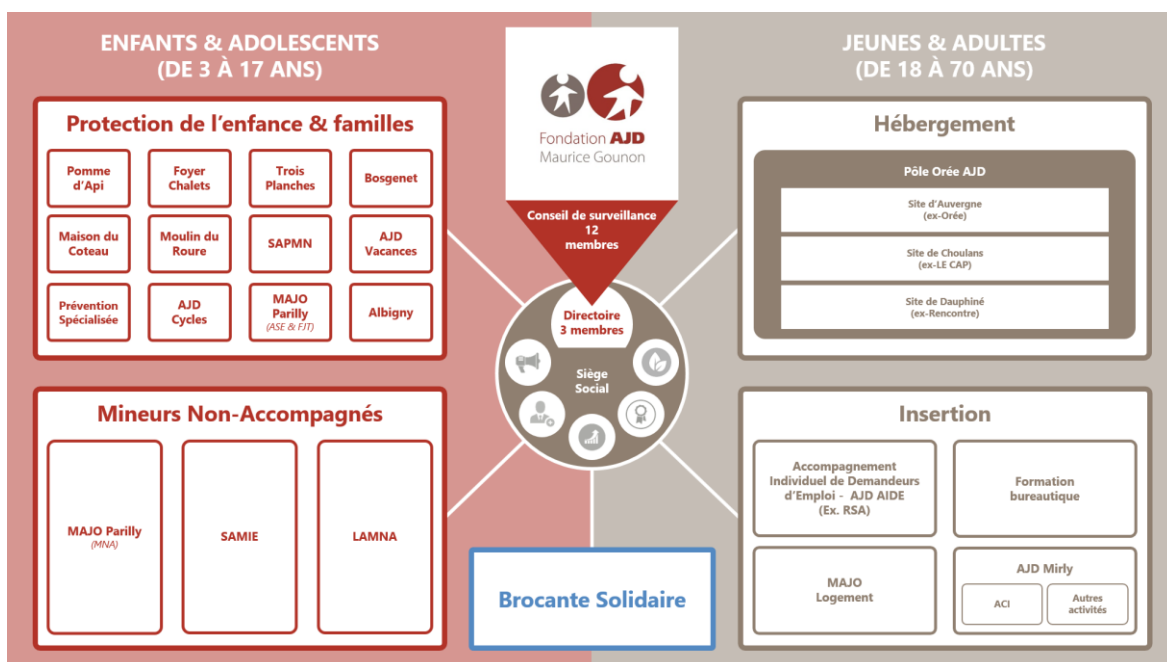 ENFANTS & ADOLESCENTS
(DE 3 À 17 ANS)
Protection de l'enfance & familles
Pomme
d'Api
Foyer
Chalets
Trois
Planches
Bosgenet
Maison du
Coteau
Moulin du
Roure
SAPMN
AJD
Vacances
Prévention
Spécialisée
AJD
Cycles
MAJO
Parilly
(ASE & FJT)
Albigny
Mineurs Non-Accompagnés
MAJO Parilly
(MNA)
SAMIE
LAMNA
Fondation AJD
Maurice Gounon
Conseil de surveillance
12
membres
Directoire
3 membres
Siège
Social
Brocante Solidaire
JEUNES & ADULTES
(DE 18 À 70 ANS)
Hébergement
Pôle Orée AJD
Site d'Auvergne
(ex-Orée)
Site de Choulans
(ex-LE CAP)
Site de Dauphiné
(ex-Rencontre)
Insertion
Accompagnement
Individuel de Demandeurs
d'Emploi - AJD AIDE
(Ex. RSA)
Formation
bureautique
MAJO
Logement
AJD Mirly
ACI
Autres
activités